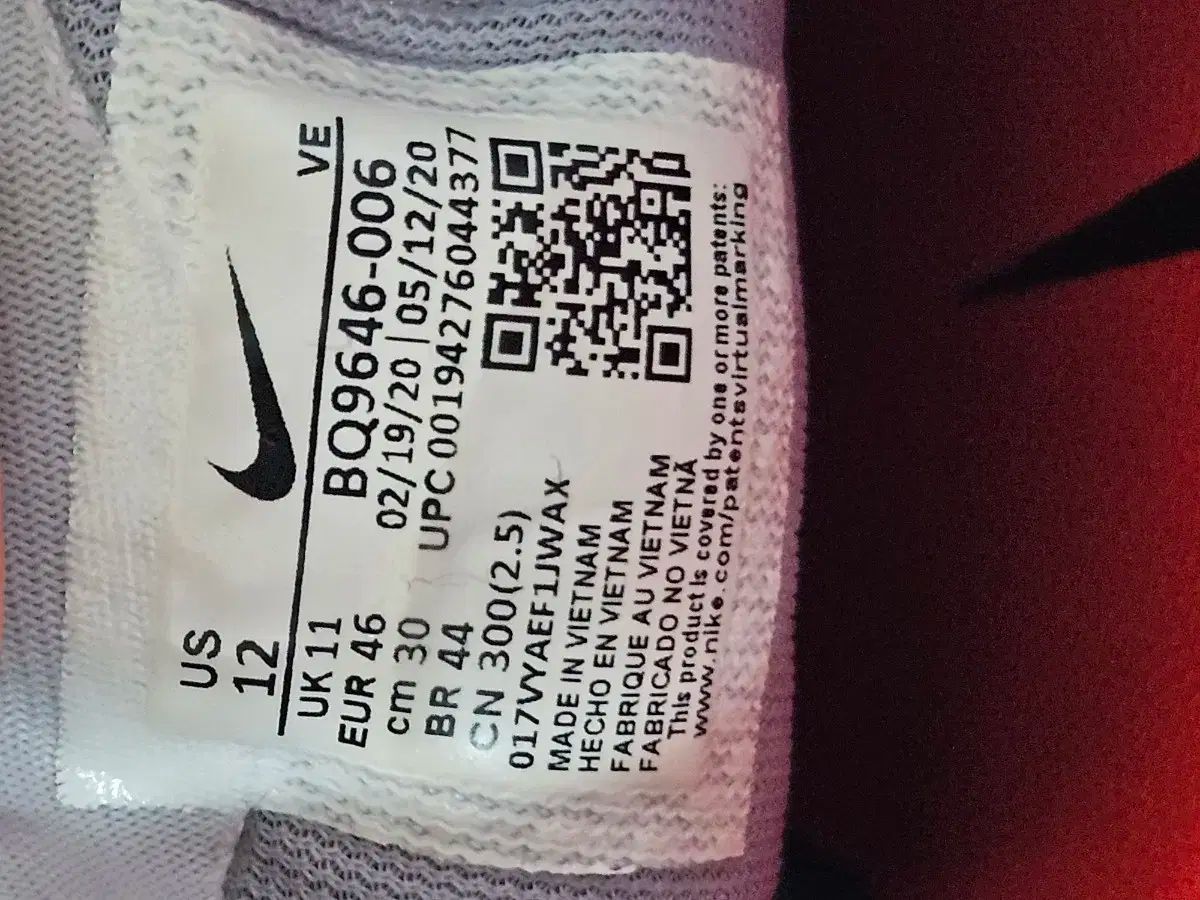 US
12
VE
UK 11
EUR 46
cm 30
BR 44
CN 300(2.5)
BQ9646-006
02/19/20 | 05/12/20
UPC 00194276044377
017VYAEF1JWAX
MADE IN VIETNAM
HECHO EN VIETNAM
FABRIQUE AU VIETNAM
FABRICADO NO VIETNÃ
This product is covered by one or more patents:
www.nike.com/patentsvirtualmarking